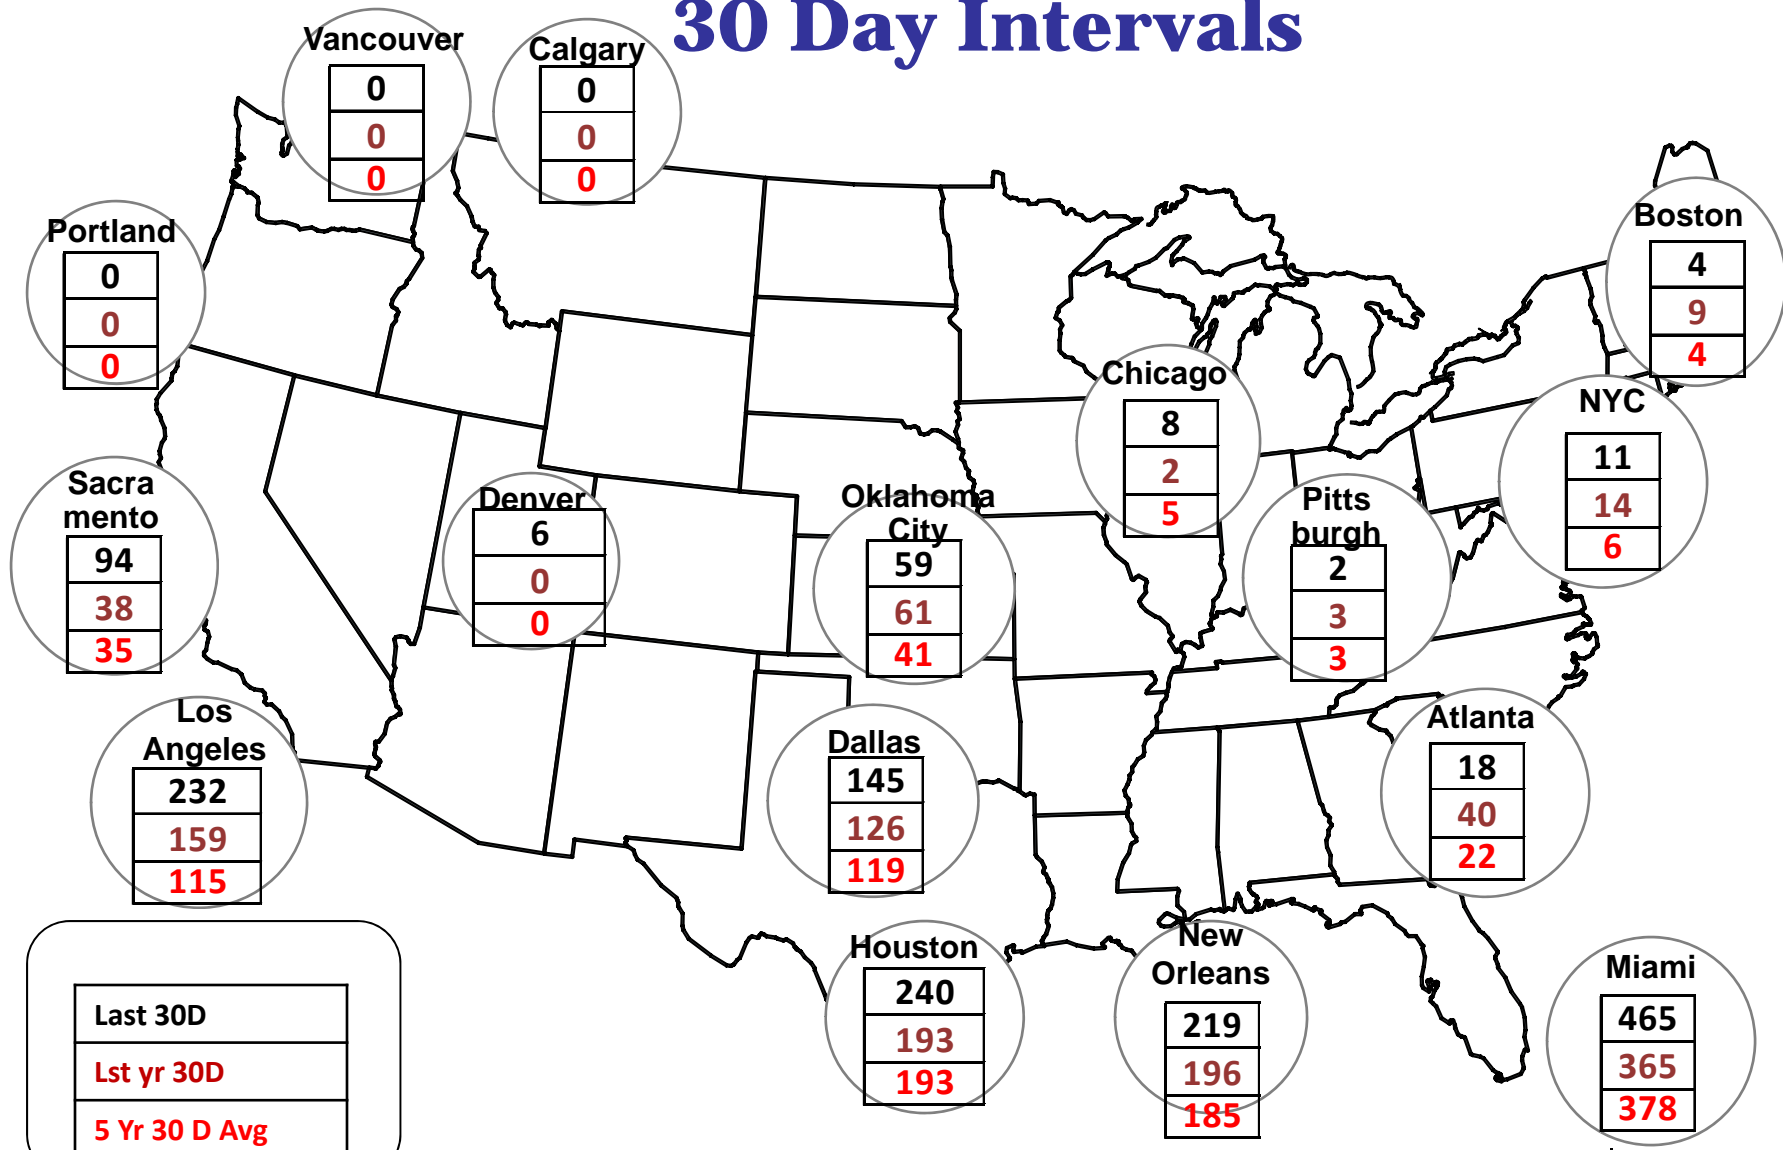 30 Day Intervals
Vancouver
0
0
0
Calgary
0
0
0
Portland
0
0
0
Boston
4
9
4
Chicago
8
2
5
NYC
11
14
6
Sacra
mento
94
38
35
Denver
6
0
0
Oklahoma
City
59
61
41
Pitts
burgh
2
3
3
Los
Angeles
232
159
115
Dallas
145
126
119
Atlanta
18
40
22
Houston
240
193
193
New
Orleans
219
196
185
Miami
465
365
378
Last 30D
Lst yr 30D
5 Yr 30 D Avg